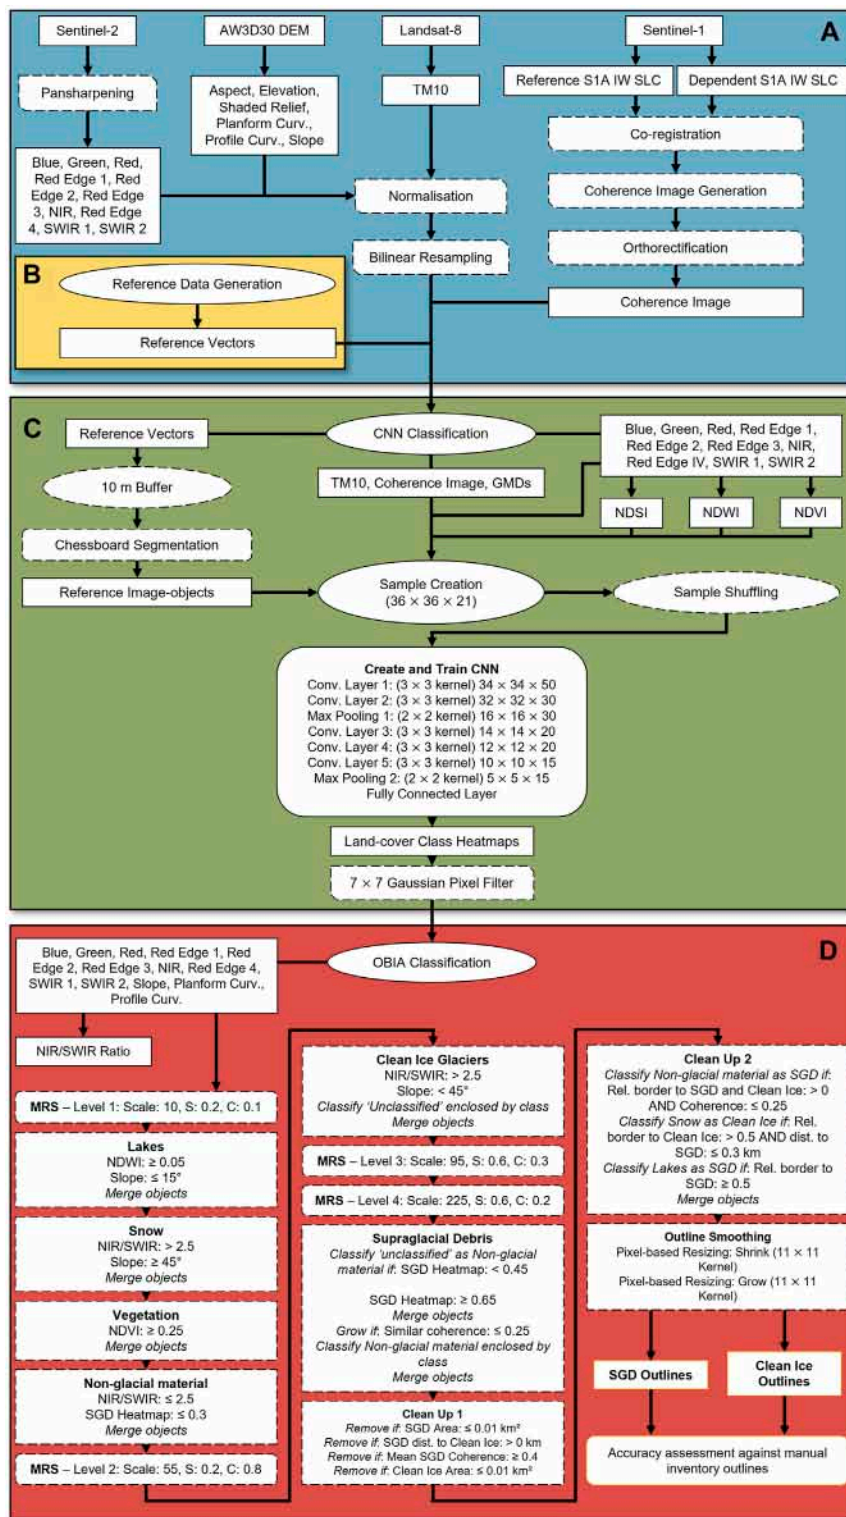 A
Sentinel-2
AW3D30 DEM
Landsat-8
Sentinel-1
Pansharpening
Aspect, Elevation,
Shaded Relief,
Planform Curv.,
Profile Curv., Slope
TM10
Reference S1A IW SLC
Dependent S1A IW SLC
Co-registration
Blue, Green, Red,
Red Edge 1, Red
Edge 2, Red Edge
3, NIR, Red Edge
4, SWIR 1, SWIR 2
Normalisation
Coherence Image Generation
Bilinear Resampling
Orthorectification
Coherence Image
B
Reference Data Generation
Reference Vectors
C
Reference Vectors
CNN Classification
Blue, Green, Red, Red Edge 1,
Red Edge 2, Red Edge 3, NIR,
Red Edge IV, SWIR 1, SWIR 2
10 m Buffer
TM10, Coherence Image, GMDs
NDSI
NDWI
NDVI
Chessboard Segmentation
Reference Image-objects
Sample Creation
(36 × 36 × 21)
Sample Shuffling
Create and Train CNN
Conv. Layer 1: (3 × 3 kernel) 34 × 34 × 50
Conv. Layer 2: (3 × 3 kernel) 32 × 32 × 30
Max Pooling 1: (2 × 2 kernel) 16 × 16 × 30
Conv. Layer 3: (3 × 3 kernel) 14 × 14 × 20
Conv. Layer 4: (3 × 3 kernel) 12 × 12 × 20
Conv. Layer 5: (3 × 3 kernel) 10 × 10 × 15
Max Pooling 2: (2 × 2 kernel) 5 × 5 × 15
Fully Connected Layer
Land-cover Class Heatmaps
7 × 7 Gaussian Pixel Filter
D
Blue, Green, Red, Red Edge 1, Red
Edge 2, Red Edge 3, NIR, Red Edge 4,
SWIR 1, SWIR 2, Slope, Planform Curv.,
Profile Curv.
OBIA Classification
NIR/SWIR Ratio
MRS – Level 1: Scale: 10, S: 0.2, C: 0.1
Lakes
NDWI: ≥ 0.05
Slope: ≤ 15°
Merge objects
Snow
NIR/SWIR: > 2.5
Slope: ≥ 45°
Merge objects
Vegetation
NDVI: ≥ 0.25
Merge objects
Non-glacial material
NIR/SWIR: ≤ 2.5
SGD Heatmap: ≤ 0.3
Merge objects
MRS – Level 2: Scale: 55, S: 0.2, C: 0.8
Clean Ice Glaciers
NIR/SWIR: > 2.5
Slope: < 45°
Classify 'Unclassified' enclosed by class
Merge objects
MRS – Level 3: Scale: 95, S: 0.6, C: 0.3
MRS – Level 4: Scale: 225, S: 0.6, C: 0.2
Supraglacial Debris
Classify 'unclassified' as Non-glacial
material if: SGD Heatmap: < 0.45
SGD Heatmap: ≥ 0.65
Merge objects
Grow if: Similar coherence: ≤ 0.25
Classify Non-glacial material enclosed by
class
Merge objects
Clean Up 1
Remove if: SGD Area: ≤ 0.01 km²
Remove if: SGD dist. to Clean Ice: > 0 km
Remove if: Mean SGD Coherence: ≥ 0.4
Remove if: Clean Ice Area: ≤ 0.01 km²
Clean Up 2
Classify Non-glacial material as SGD if:
Rel. border to SGD and Clean Ice: > 0
AND Coherence: ≤ 0.25
Classify Snow as Clean Ice if: Rel.
border to Clean Ice: > 0.5 AND dist. to
SGD: ≤ 0.3 km
Classify Lakes as SGD if: Rel. border to
SGD: ≥ 0.5
Merge objects
Outline Smoothing
Pixel-based Resizing: Shrink (11 × 11
Kernel)
Pixel-based Resizing: Grow (11 × 11
Kernel)
SGD Outlines
Clean Ice
Outlines
Accuracy assessment against manual
inventory outlines